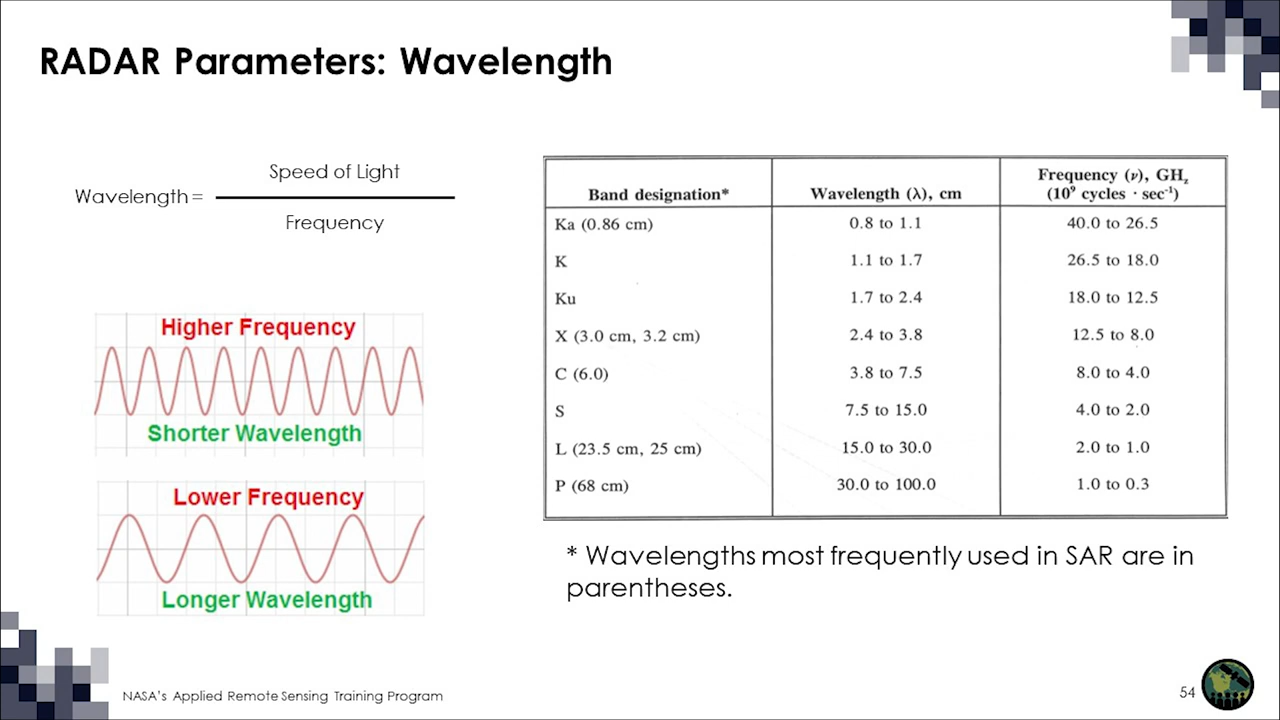 RADAR Parameters: Wavelength
Wavelength =
Speed of Light
Frequency
Higher Frequency
Shorter Wavelength
Lower Frequency
Longer Wavelength
Band designation* Wavelength (λ), cm Frequency (ν), GHz (10⁹ cycles · sec⁻¹)
Ka (0.86 cm) 0.8 to 1.1 40.0 to 26.5
K 1.1 to 1.7 26.5 to 18.0
Ku 1.7 to 2.4 18.0 to 12.5
X (3.0 cm, 3.2 cm) 2.4 to 3.8 12.5 to 8.0
C (6.0) 3.8 to 7.5 8.0 to 4.0
S 7.5 to 15.0 4.0 to 2.0
L (23.5 cm, 25 cm) 15.0 to 30.0 2.0 to 1.0
P (68 cm) 30.0 to 100.0 1.0 to 0.3
* Wavelengths most frequently used in SAR are in
parentheses.
NASA's Applied Remote Sensing Training Program
54